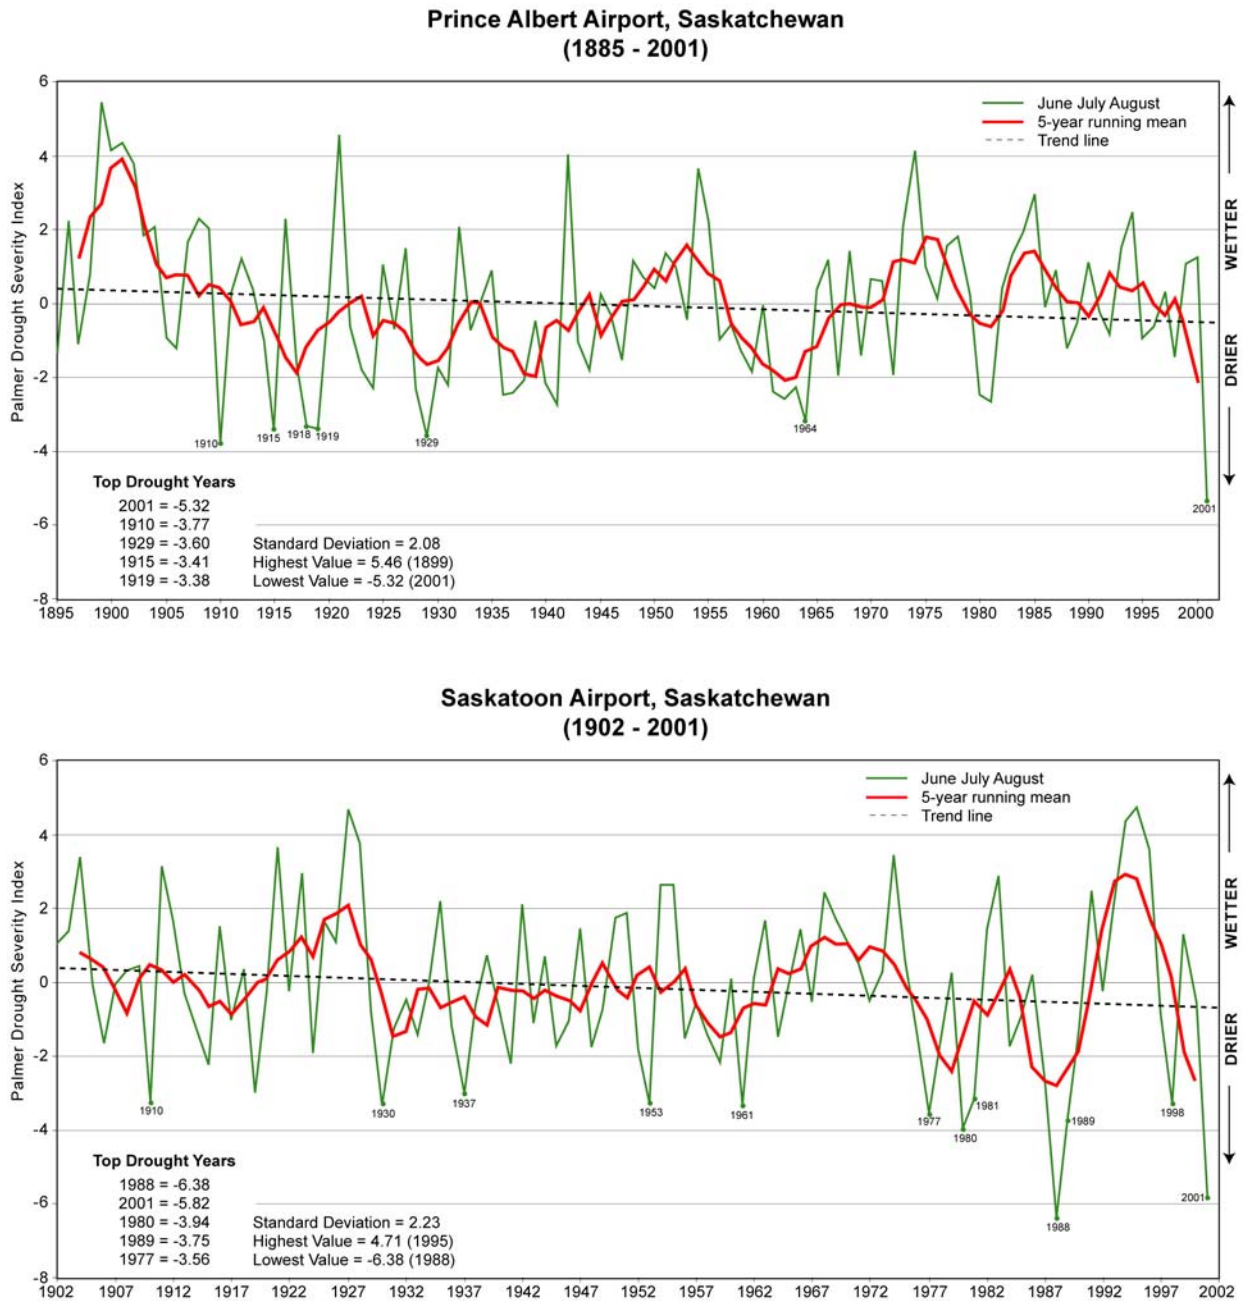 Prince Albert Airport, Saskatchewan
(1885 - 2001)
6
4
2
0
-2
-4
-6
-8
Palmer Drought Severity Index
June July August
5-year running mean
Trend line
WETTER
DRIER
1910
1915
1918
1919
1929
1964
2001
Top Drought Years
2001 = -5.32
1910 = -3.77
1929 = -3.60
1915 = -3.41
1919 = -3.38
Standard Deviation = 2.08
Highest Value = 5.46 (1899)
Lowest Value = -5.32 (2001)
1895 1900 1905 1910 1915 1920 1925 1930 1935 1940 1945 1950 1955 1960 1965 1970 1975 1980 1985 1990 1995 2000
Saskatoon Airport, Saskatchewan
(1902 - 2001)
6
4
2
0
-2
-4
-6
-8
Palmer Drought Severity Index
June July August
5-year running mean
Trend line
WETTER
DRIER
1910
1930
1937
1953
1961
1977
1980
1981
1988
1989
1998
2001
Top Drought Years
1988 = -6.38
2001 = -5.82
1980 = -3.94
1989 = -3.75
1977 = -3.56
Standard Deviation = 2.23
Highest Value = 4.71 (1995)
Lowest Value = -6.38 (1988)
1902 1907 1912 1917 1922 1927 1932 1937 1942 1947 1952 1957 1962 1967 1972 1977 1982 1987 1992 1997 2002